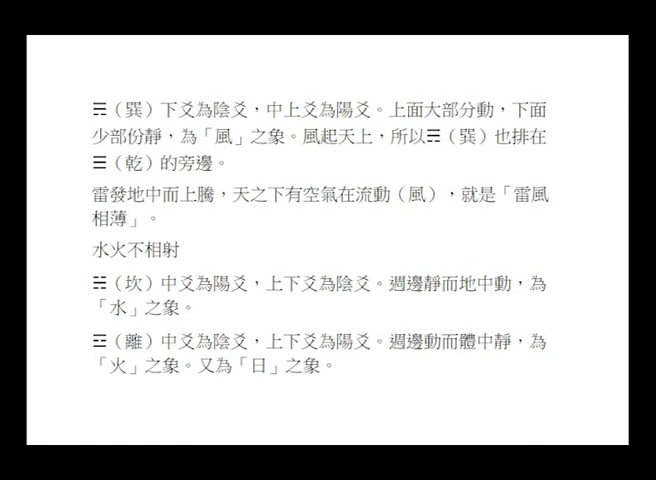 ☴（巽）下爻為陰爻，中上爻為陽爻。上面大部分動，下面
少部份靜，為「風」之象。風起天上，所以☴（巽）也排在
☰（乾）的旁邊。
雷發地中而上騰，天之下有空氣在流動（風），就是「雷風
相薄」。
水火不相射
☵（坎）中爻為陽爻，上下爻為陰爻。週邊靜而地中動，為
「水」之象。
☲（離）中爻為陰爻，上下爻為陽爻。週邊動而體中靜，為
「火」之象。又為「日」之象。